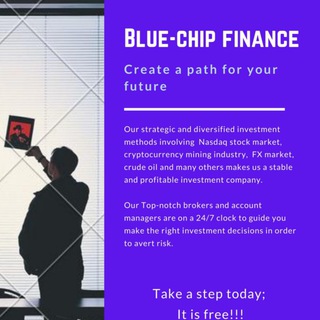 BLUE-CHIP FINANCE
Create a path for your
future
Our strategic and diversified investment
methods involving Nasdaq stock market,
cryptocurrency mining industry, FX market,
crude oil and many others makes us a stable
and profitable investment company.
Our Top-notch brokers and account
managers are on a 24/7 clock to guide you
make the right investment decisions in order
to avert risk.
Take a step today;
It is free!!!